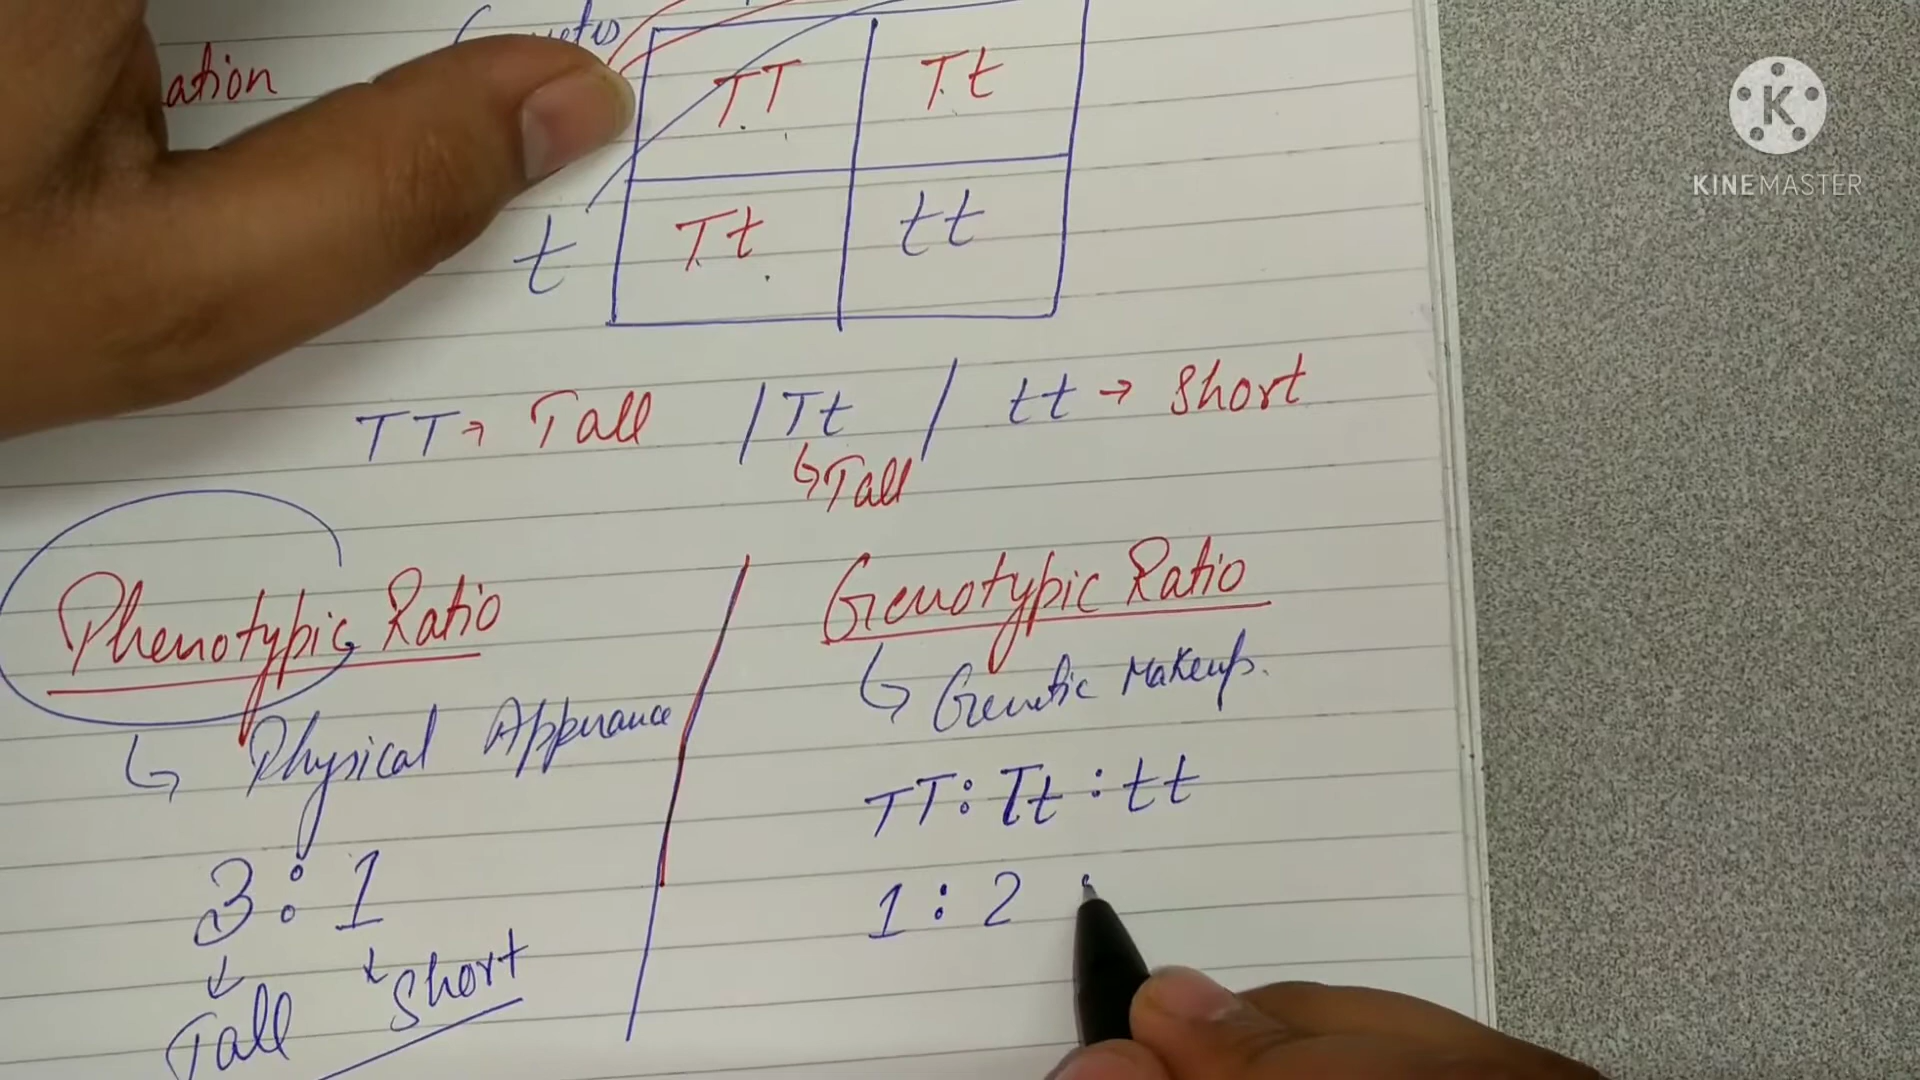 ation
TT Tt
t Tt tt
TT → Tall / Tt / tt → Short
↳ Tall
Phenotypic Ratio
Genotypic Ratio
↳ Physical Apperance
↳ Genetic Makeup.
3 : 1
TT : Tt : tt
↓ Tall ↓ Short
1 : 2
K
KINEMASTER